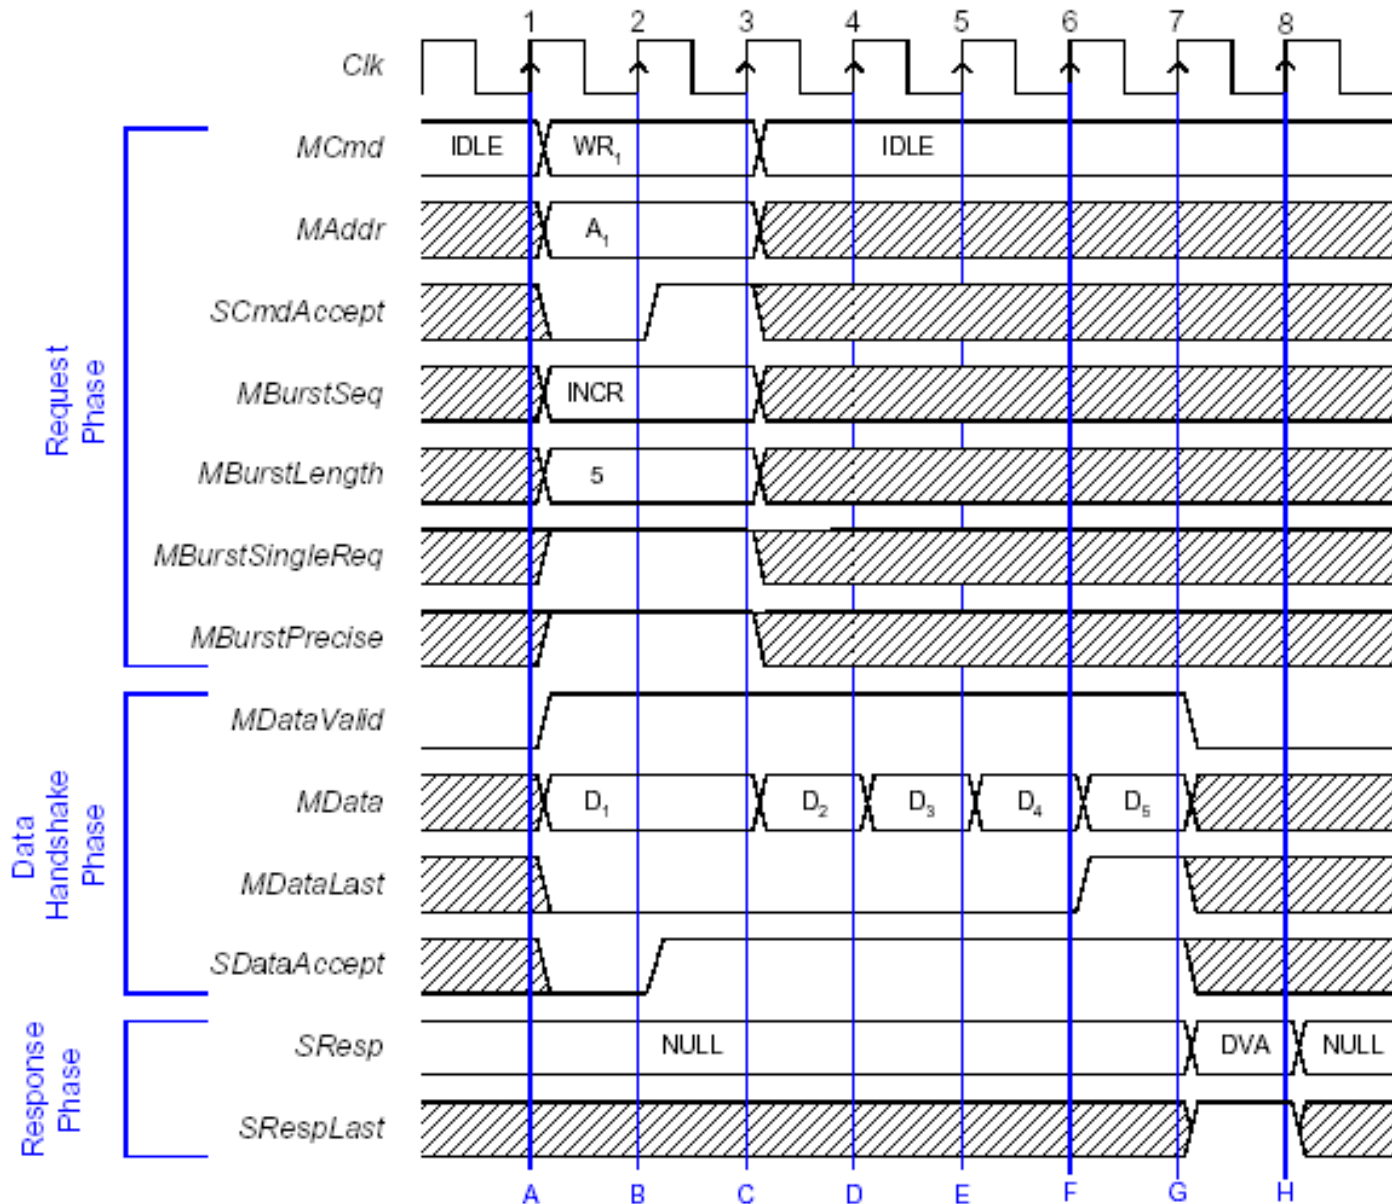 1 2 3 4 5 6 7 8
Clk
MCmd IDLE WR1 IDLE
MAddr A1
SCmdAccept
MBurstSeq INCR
MBurstLength 5
MBurstSingleReq
MBurstPrecise
Request
Phase
MDataValid
MData D1 D2 D3 D4 D5
MDataLast
SDataAccept
Data
Handshake
Phase
SResp NULL DVA NULL
SRespLast
Response
Phase
A B C D E F G H